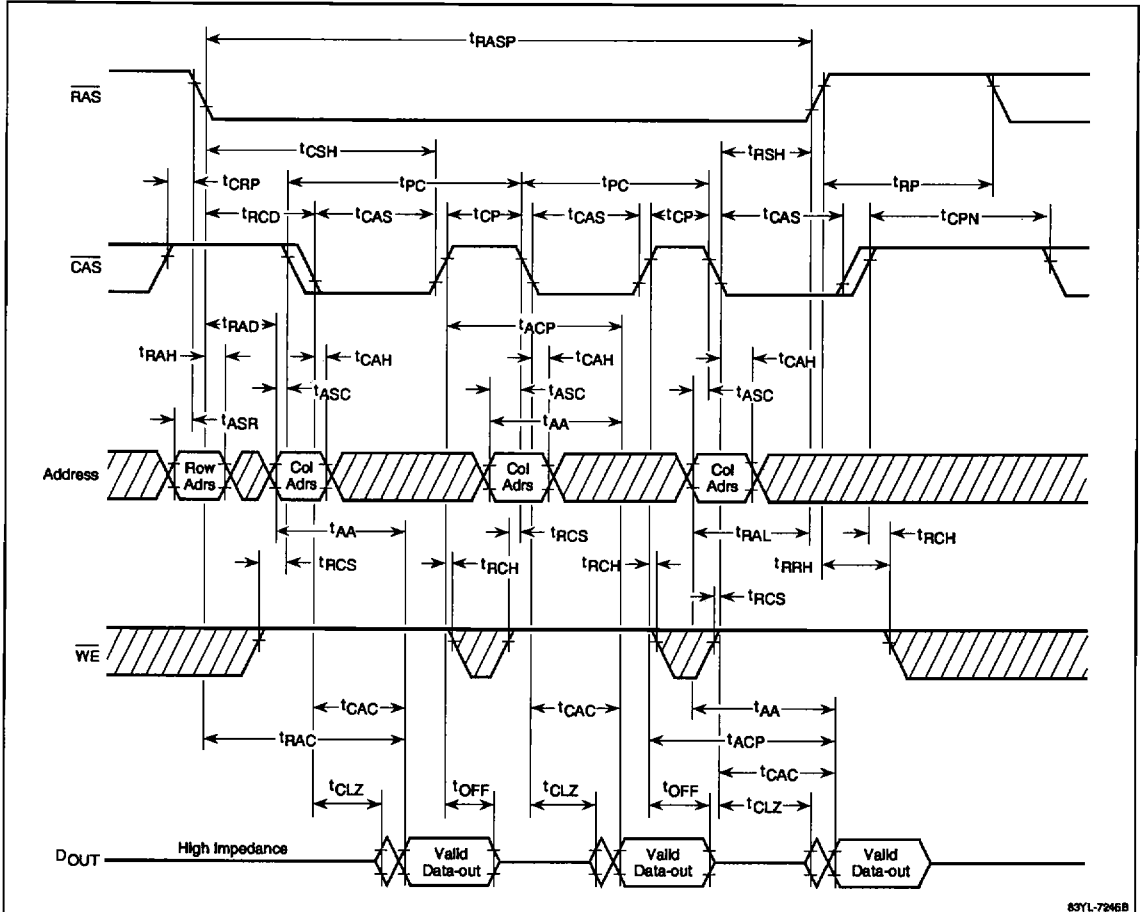 tRASP
RAS
tCSH
tRSH
tCRP
tPC
tPC
tRP
tRCD
tCAS
tCP
tCAS
tCP
tCAS
tCPN
CAS
tRAD
tACP
tRAH
tCAH
tCAH
tCAH
tASC
tASC
tASC
tASR
tAA
Address
Row Adrs
Col Adrs
Col Adrs
Col Adrs
tAA
tRCS
tRAL
tRCH
tRCS
tRCH
tRCH
tRRH
tRCS
WE
tCAC
tCAC
tAA
tRAC
tACP
tCAC
tCLZ
tOFF
tCLZ
tOFF
tCLZ
DOUT
High Impedance
Valid Data-out
Valid Data-out
Valid Data-out
83YL-7246B